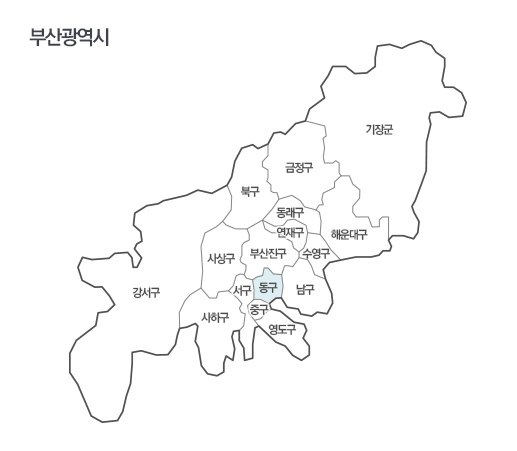 부산광역시
기장군
금정구
북구
동래구
연재구
해운대구
수영구
부산진구
사상구
동구
남구
서구
강서구
중구
사하구
영도구